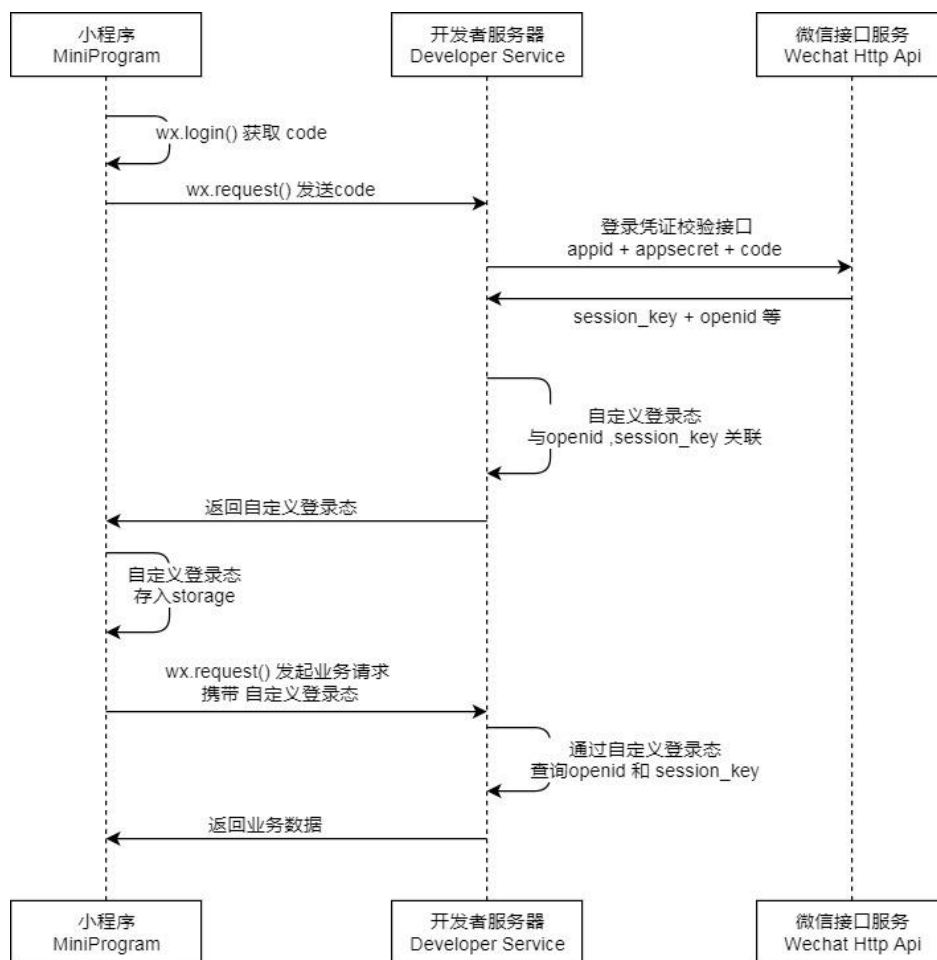 小程序
MiniProgram
开发者服务器
Developer Service
微信接口服务
Wechat Http Api
wx.login() 获取 code
wx.request() 发送code
登录凭证校验接口
appid + appsecret + code
session_key + openid 等
自定义登录态
与openid ,session_key 关联
返回自定义登录态
自定义登录态
存入storage
wx.request() 发起业务请求
携带 自定义登录态
通过自定义登录态
查询openid 和 session_key
返回业务数据
小程序
MiniProgram
开发者服务器
Developer Service
微信接口服务
Wechat Http Api